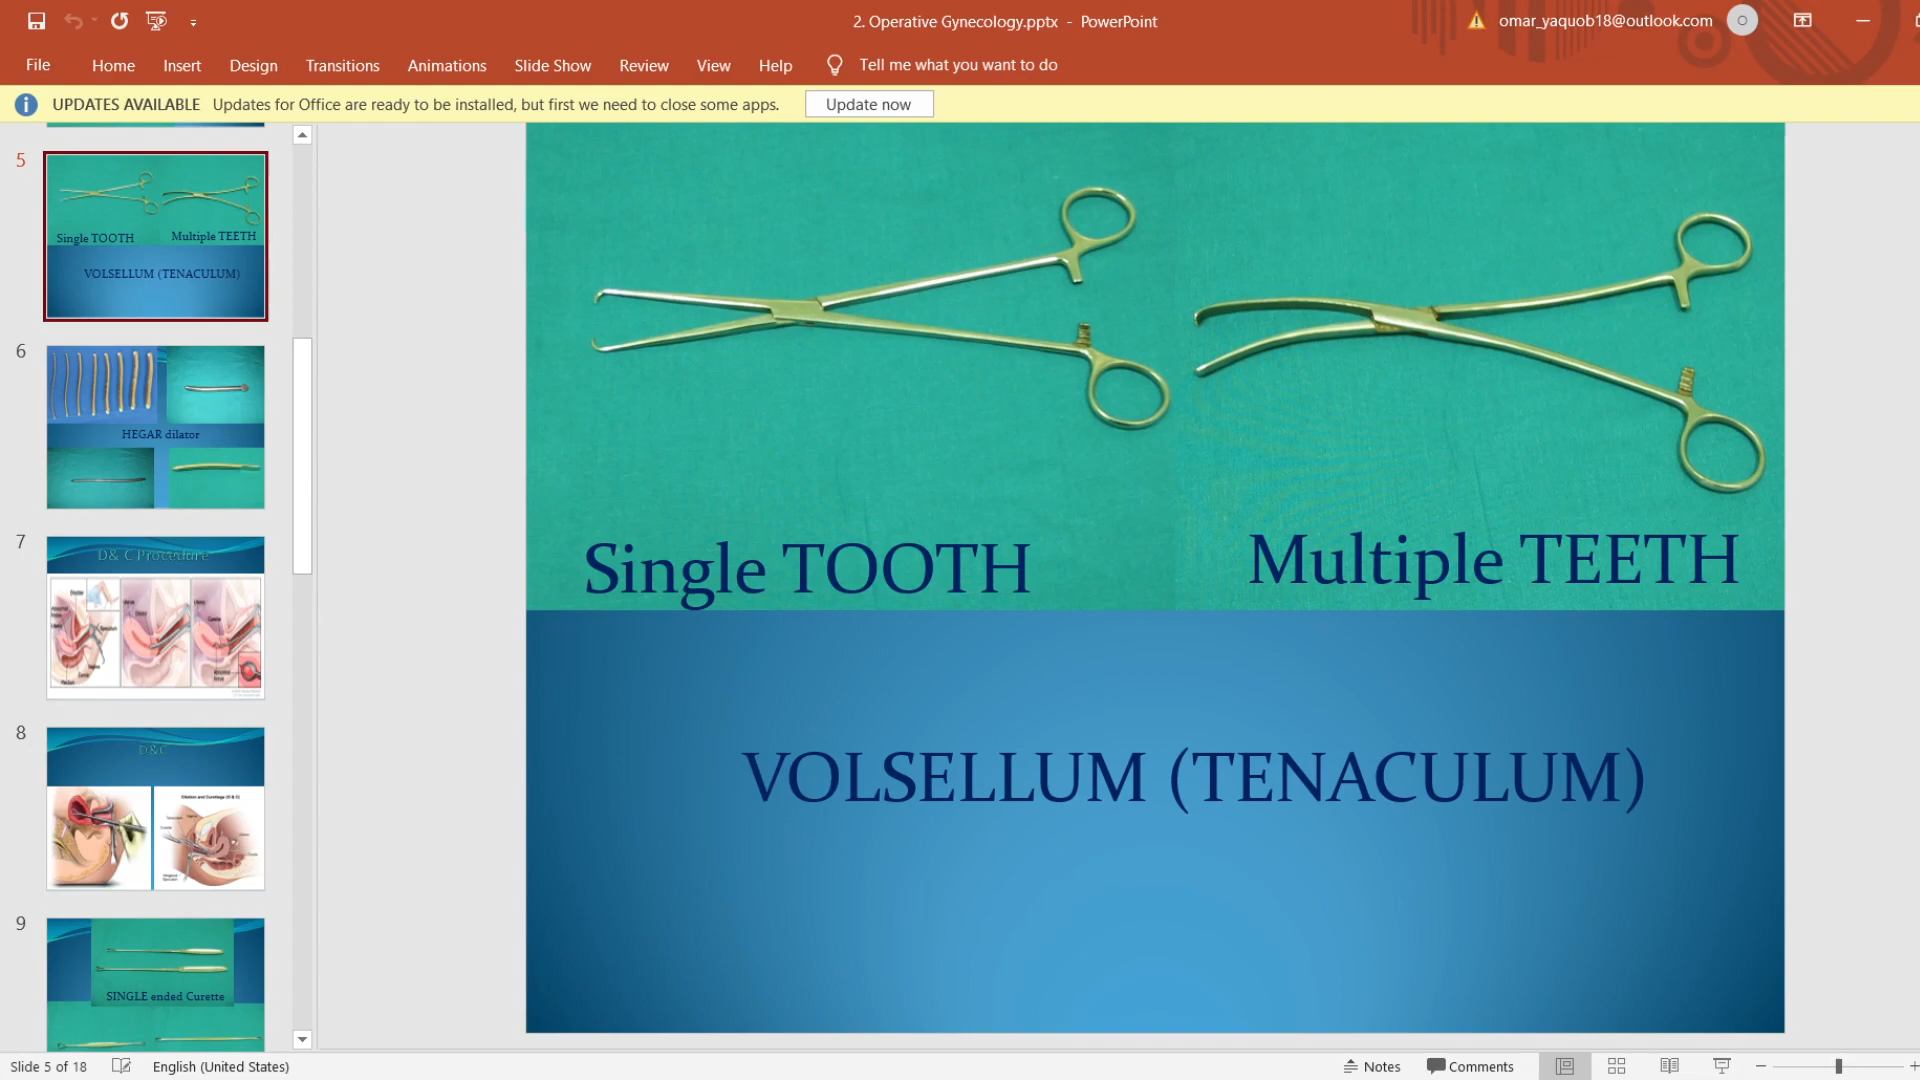 2. Operative Gynecology.pptx - PowerPoint
omar_yaquob18@outlook.com
O
File Home Insert Design Transitions Animations Slide Show Review View Help Tell me what you want to do
UPDATES AVAILABLE Updates for Office are ready to be installed, but first we need to close some apps. Update now
5
Single TOOTH
Multiple TEETH
VOLSELLUM (TENACULUM)
6
HEGAR dilator
7
D& C Procedure
8
D&C
Dilation and Curettage (D & C)
9
SINGLE ended Curette
Single TOOTH
Multiple TEETH
VOLSELLUM (TENACULUM)
Slide 5 of 18
English (United States)
Notes
Comments